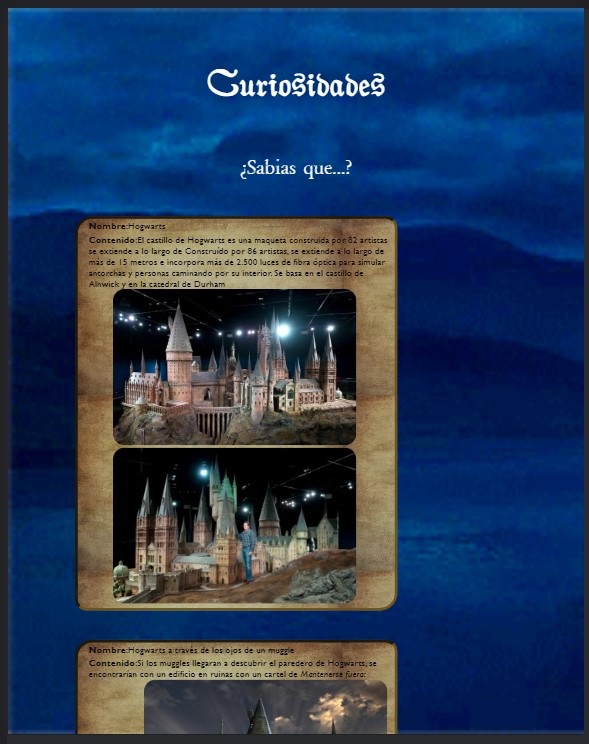 Curiosidades
¿Sabias que...?
Nombre:Hogwarts
Contenido:El castillo de Hogwarts es una maqueta construida por 82 artistas
se extiende a lo largo de Construído por 86 artistas, se extiende a lo largo de
más de 15 metros e incorpora más de 2.500 luces de fibra óptica para simular
antorchas y personas caminando por su interior. Se basa en el castillo de
Alnwick y en la catedral de Durham
Nombre:Hogwarts a través de los ojos de un muggle
Contenido:Si los muggles llegaran a descubrir el paredero de Hogwarts, se
encontrarian con un edificio en ruinas con un cartel de Mantenerse fuera: